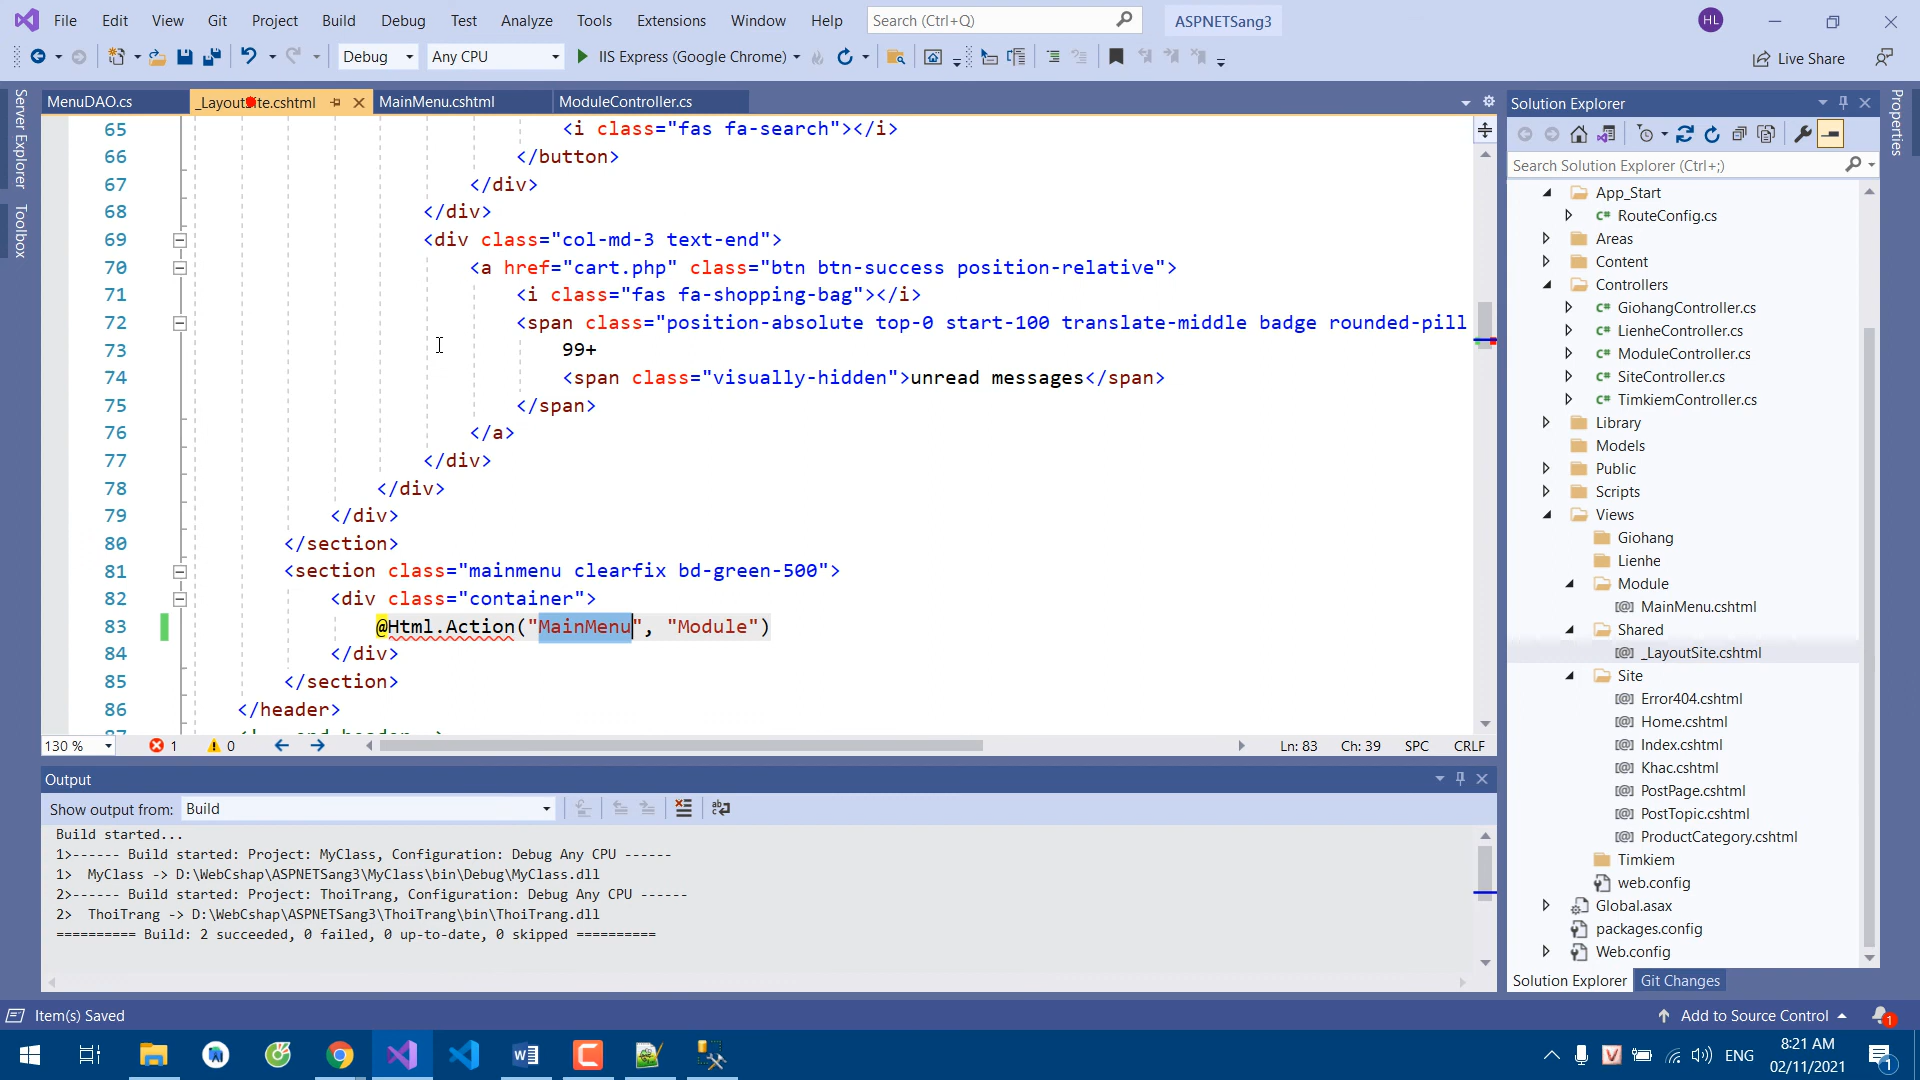 File Edit View Git Project Build Debug Test Analyze Tools Extensions Window Help Search (Ctrl+Q) ASPNETSang3 HL
Debug Any CPU IIS Express (Google Chrome) Live Share
Server Explorer
Toolbox
MenuDAO.cs _LayoutSite.cshtml MainMenu.cshtml ModuleController.cs
65 <i class="fas fa-search"></i>
66 </button>
67 </div>
68 </div>
69 <div class="col-md-3 text-end">
70 <a href="cart.php" class="btn btn-success position-relative">
71 <i class="fas fa-shopping-bag"></i>
72 <span class="position-absolute top-0 start-100 translate-middle badge rounded-pill
73 99+
74 <span class="visually-hidden">unread messages</span>
75 </span>
76 </a>
77 </div>
78 </div>
79 </div>
80 </section>
81 <section class="mainmenu clearfix bd-green-500">
82 <div class="container">
83 @Html.Action("MainMenu", "Module")
84 </div>
85 </section>
86 </header>
130 % 1 0 Ln: 83 Ch: 39 SPC CRLF
Output
Show output from: Build
Build started...
1>------ Build started: Project: MyClass, Configuration: Debug Any CPU ------
1>  MyClass -> D:\WebCshap\ASPNETSang3\MyClass\bin\Debug\MyClass.dll
2>------ Build started: Project: ThoiTrang, Configuration: Debug Any CPU ------
2>  ThoiTrang -> D:\WebCshap\ASPNETSang3\ThoiTrang\bin\ThoiTrang.dll
========== Build: 2 succeeded, 0 failed, 0 up-to-date, 0 skipped ==========
Solution Explorer
Search Solution Explorer (Ctrl+;)
App_Start
C# RouteConfig.cs
Areas
Content
Controllers
C# GiohangController.cs
C# LienheController.cs
C# ModuleController.cs
C# SiteController.cs
C# TimkiemController.cs
Library
Models
Public
Scripts
Views
Giohang
Lienhe
Module
[@] MainMenu.cshtml
Shared
[@] _LayoutSite.cshtml
Site
[@] Error404.cshtml
[@] Home.cshtml
[@] Index.cshtml
[@] Khac.cshtml
[@] PostPage.cshtml
[@] PostTopic.cshtml
[@] ProductCategory.cshtml
Timkiem
web.config
Global.asax
packages.config
Web.config
Solution Explorer Git Changes
Properties
Item(s) Saved Add to Source Control 1
ENG 8:21 AM
02/11/2021 1